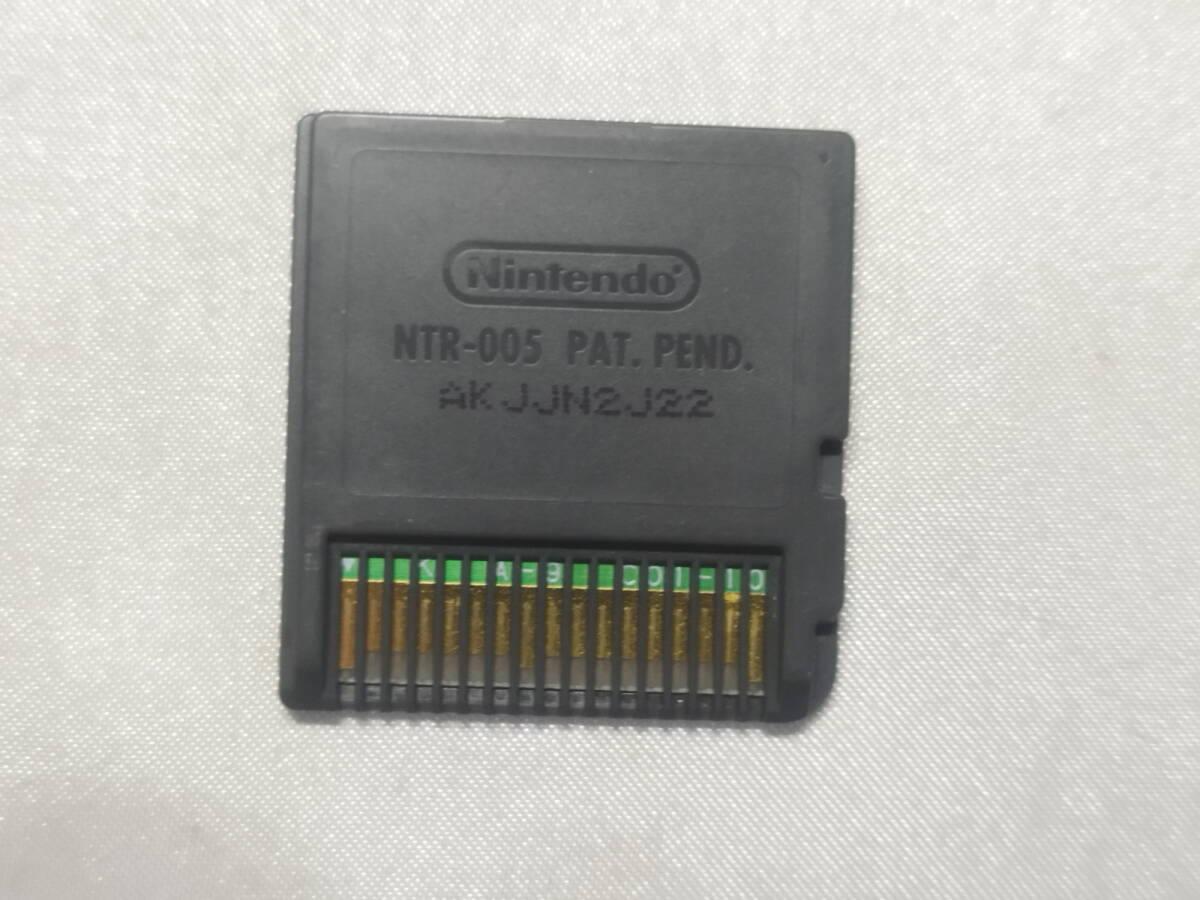 Nintendo
NTR-005 PAT. PEND.
AKJJN2J22